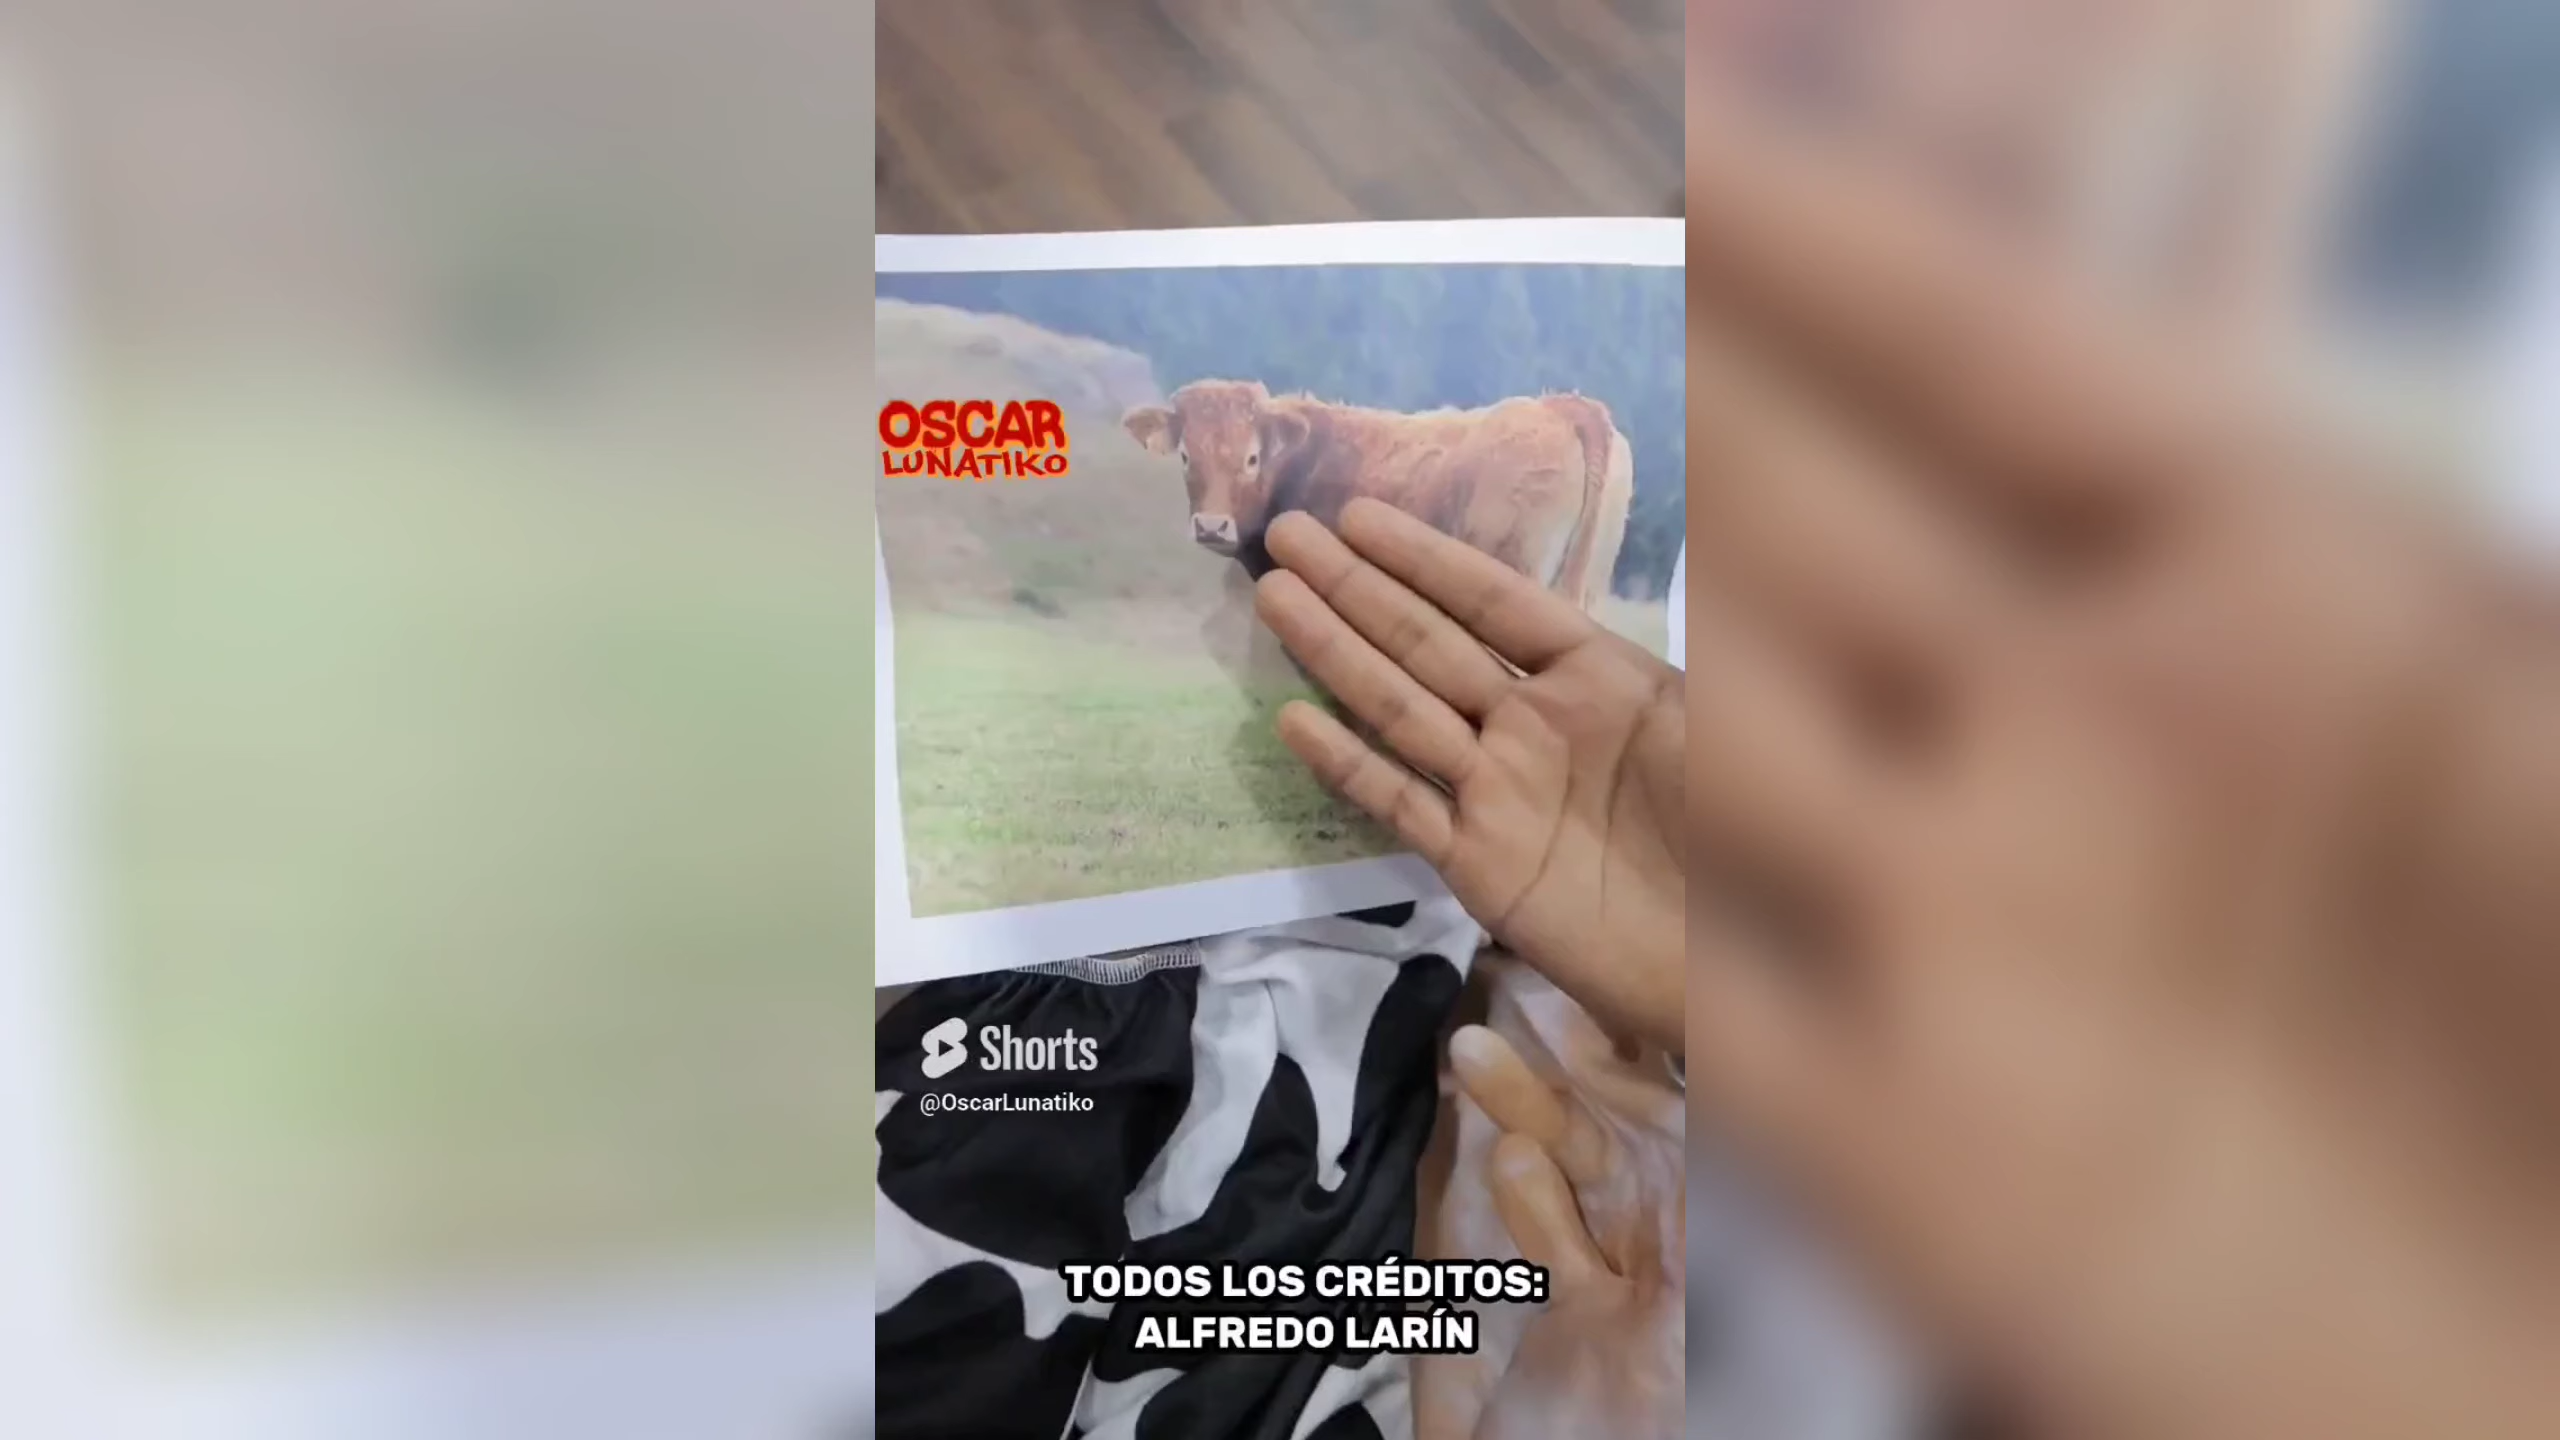 OSCAR
LUNATIKO
Shorts
@OscarLunatiko
TODOS LOS CRÉDITOS:
ALFREDO LARÍN